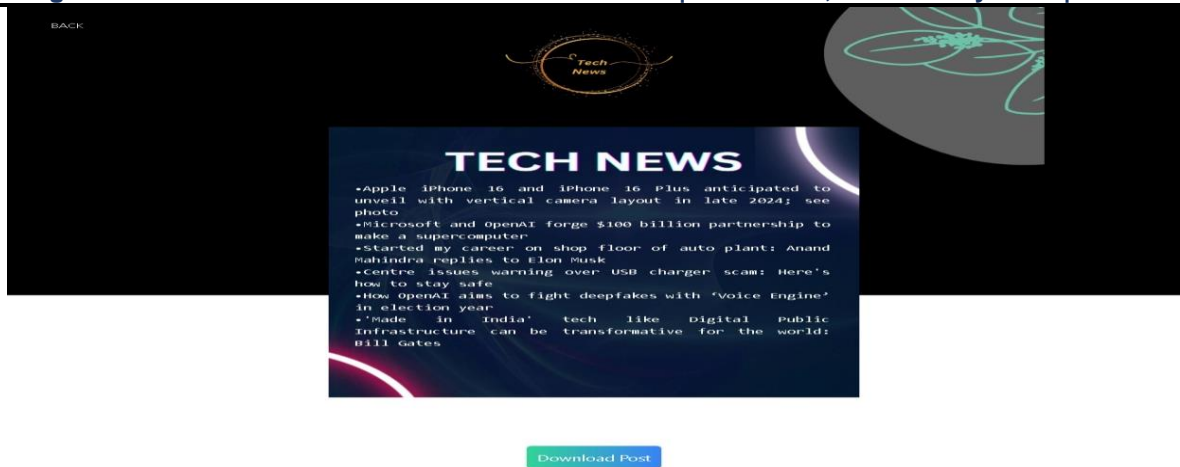 BACK
Tech
News
TECH NEWS
•Apple iPhone 16 and iPhone 16 Plus anticipated to
unveil with vertical camera layout in late 2024; see
photo
•Microsoft and OpenAI forge $100 billion partnership to
make a supercomputer
•Started my career on shop floor of auto plant: Anand
Mahindra replies to Elon Musk
•Centre issues warning over USB charger scam: Here's
how to stay safe
•How OpenAI aims to fight deepfakes with ‘Voice Engine’
in election year
•'Made in India' tech like Digital Public
Infrastructure can be transformative for the world:
Bill Gates
Download Post